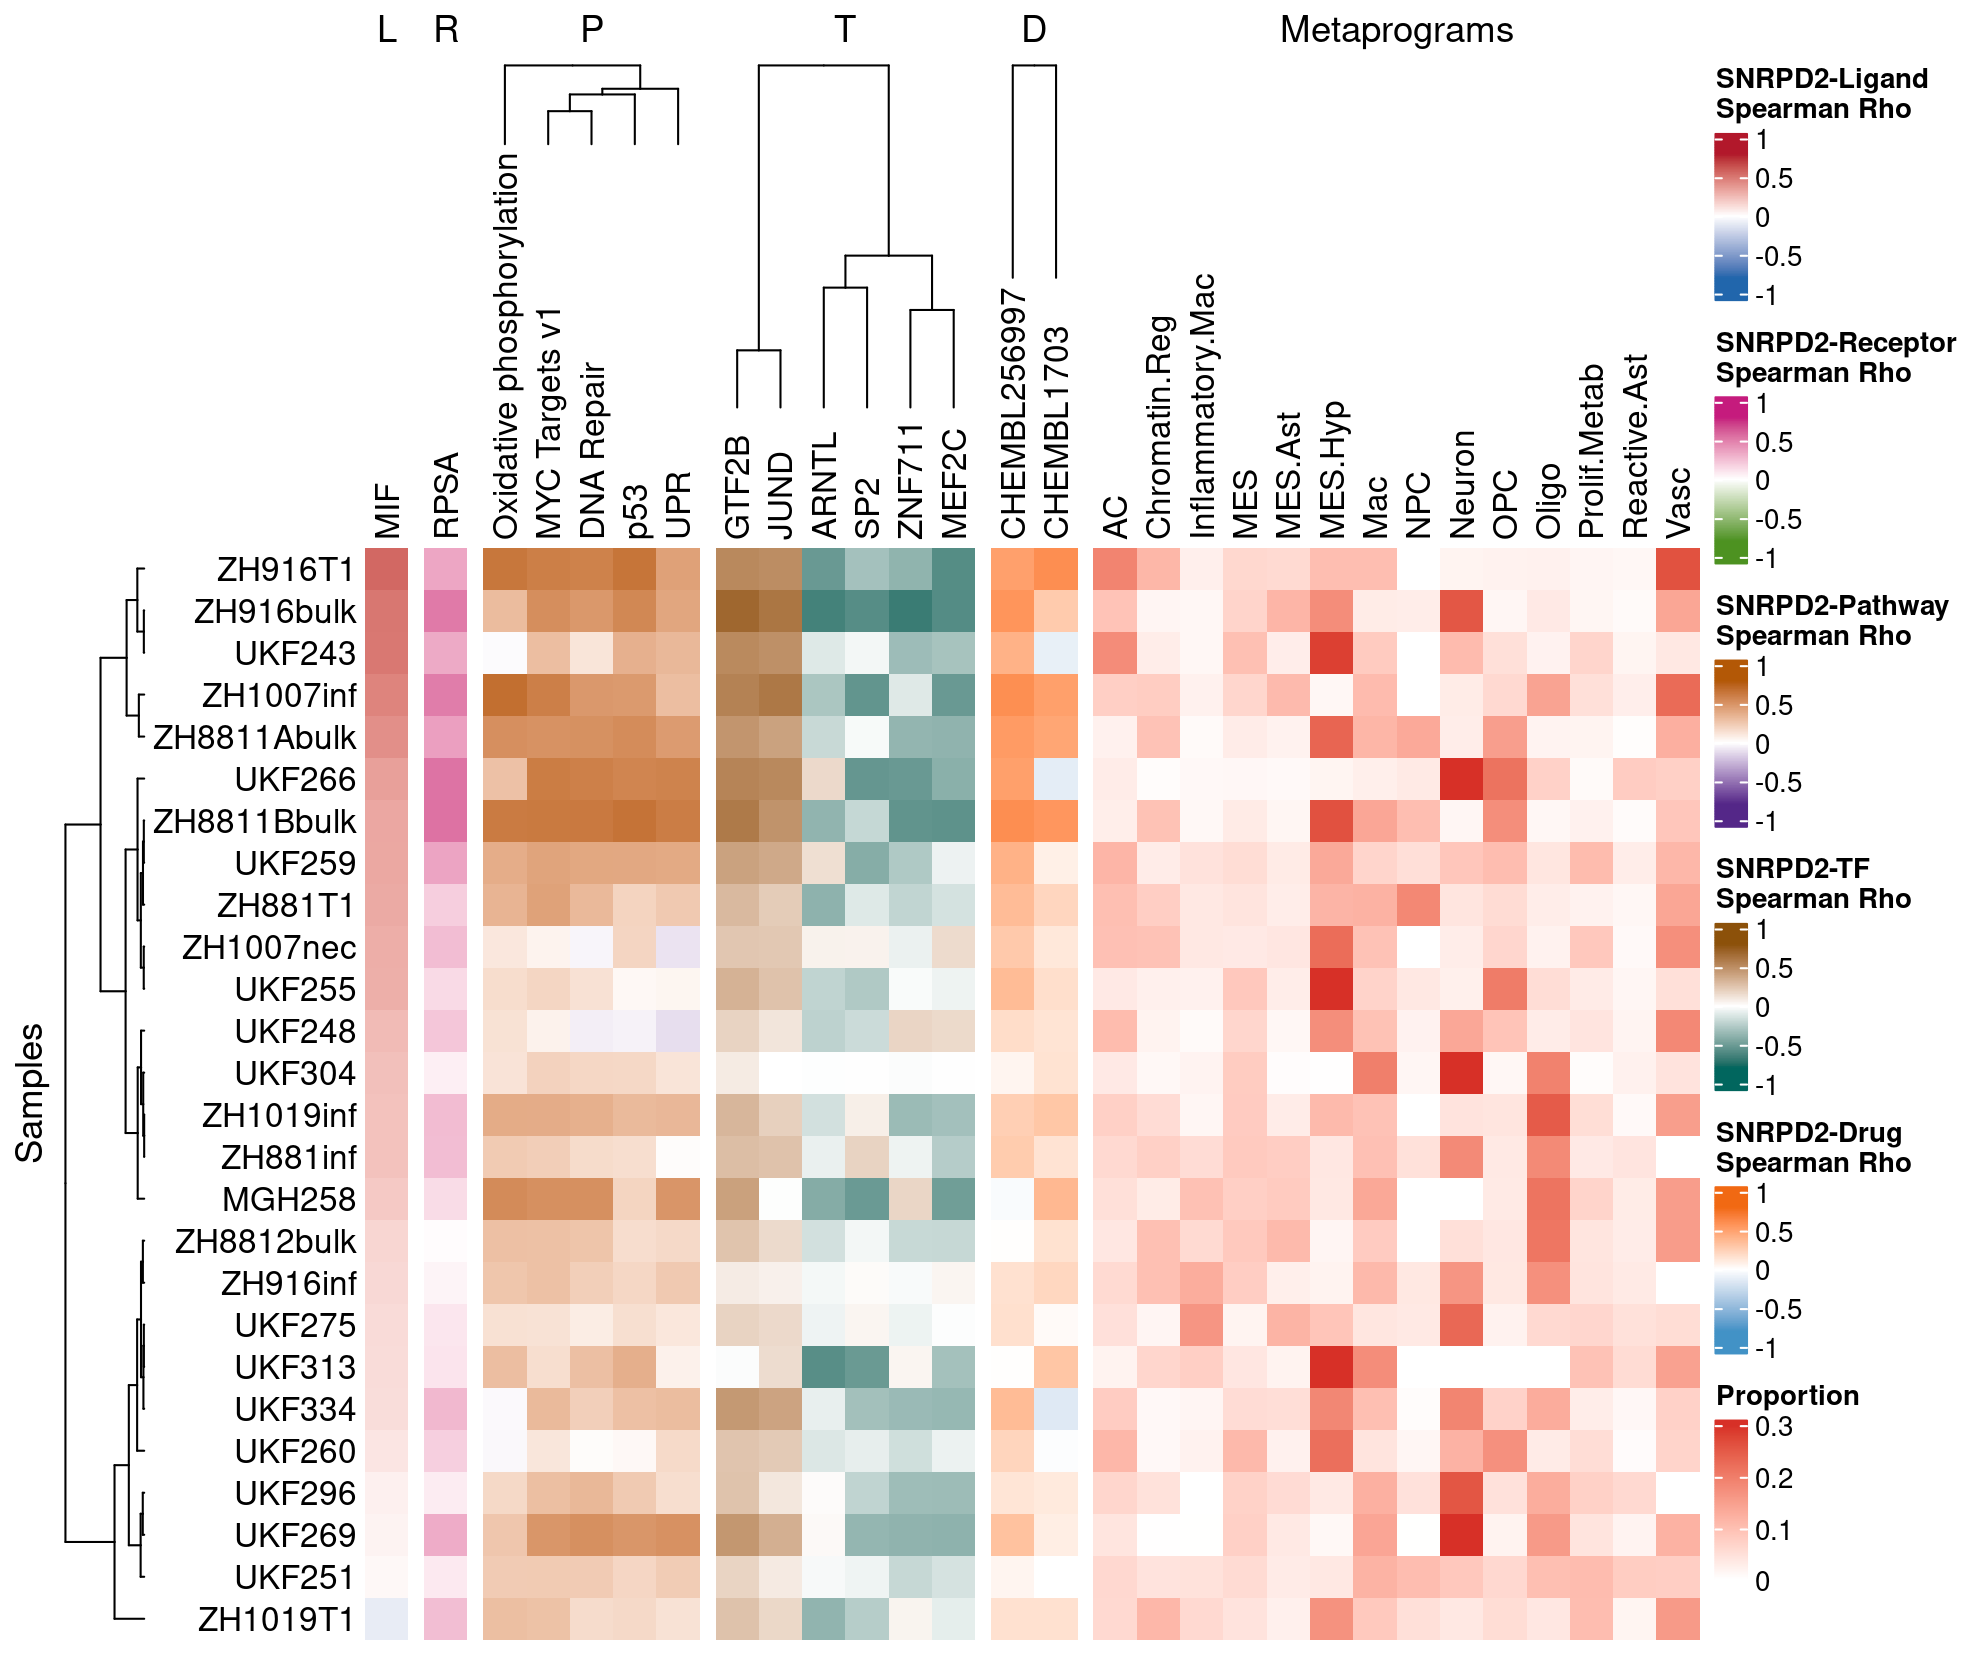 L R P T D Metaprograms
Oxidative phosphorylation
MYC Targets v1
DNA Repair
p53
UPR
MIF
RPSA
GTF2B
JUND
ARNTL
SP2
ZNF711
MEF2C
CHEMBL256997
CHEMBL1703
AC
Chromatin.Reg
Inflammatory.Mac
MES
MES.Ast
MES.Hyp
Mac
NPC
Neuron
OPC
Oligo
Prolif.Metab
Reactive.Ast
Vasc
Samples
ZH916T1
ZH916bulk
UKF243
ZH1007inf
ZH8811Abulk
UKF266
ZH8811Bbulk
UKF259
ZH881T1
ZH1007nec
UKF255
UKF248
UKF304
ZH1019inf
ZH881inf
MGH258
ZH8812bulk
ZH916inf
UKF275
UKF313
UKF334
UKF260
UKF296
UKF269
UKF251
ZH1019T1
SNRPD2-Ligand
Spearman Rho
1
0.5
0
-0.5
-1
SNRPD2-Receptor
Spearman Rho
1
0.5
0
-0.5
-1
SNRPD2-Pathway
Spearman Rho
1
0.5
0
-0.5
-1
SNRPD2-TF
Spearman Rho
1
0.5
0
-0.5
-1
SNRPD2-Drug
Spearman Rho
1
0.5
0
-0.5
-1
Proportion
0.3
0.2
0.1
0